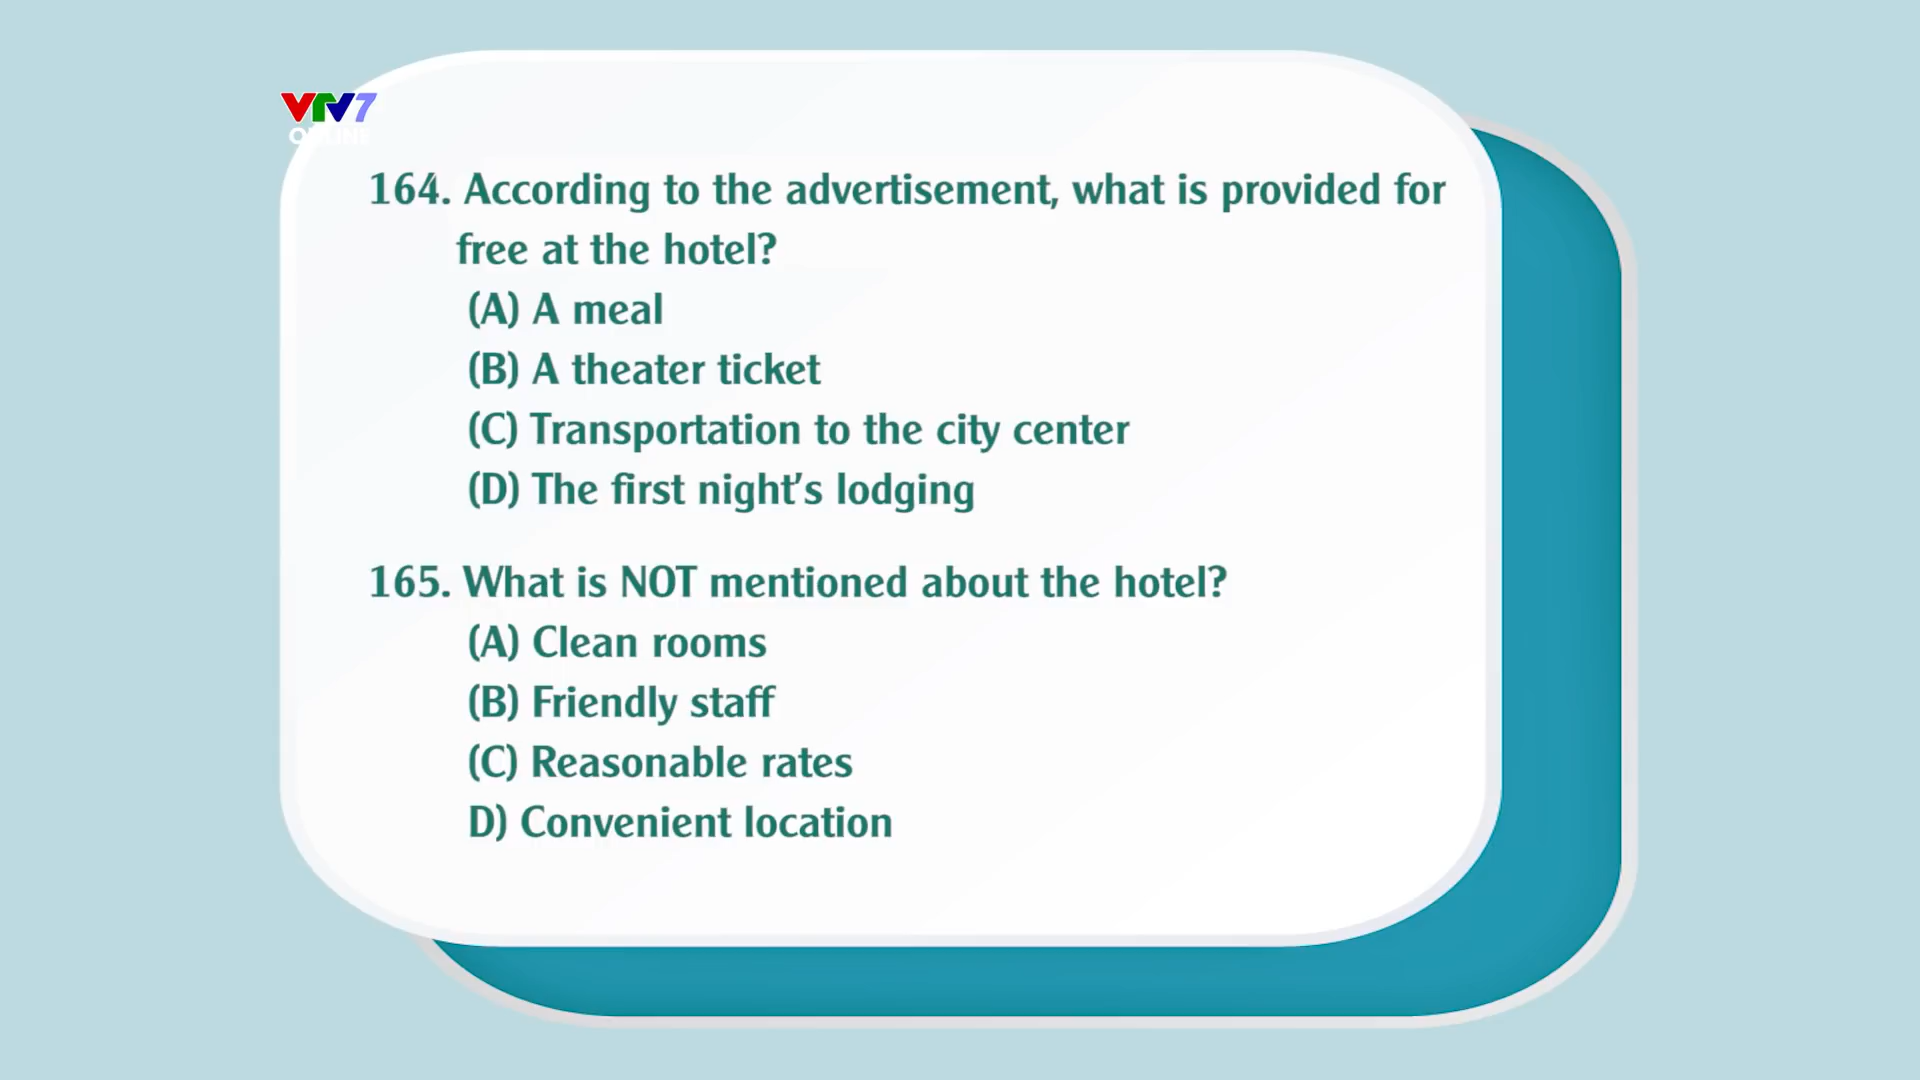 VTV7
ONLINE
164. According to the advertisement, what is provided for
free at the hotel?
(A) A meal
(B) A theater ticket
(C) Transportation to the city center
(D) The first night's lodging
165. What is NOT mentioned about the hotel?
(A) Clean rooms
(B) Friendly staff
(C) Reasonable rates
D) Convenient location